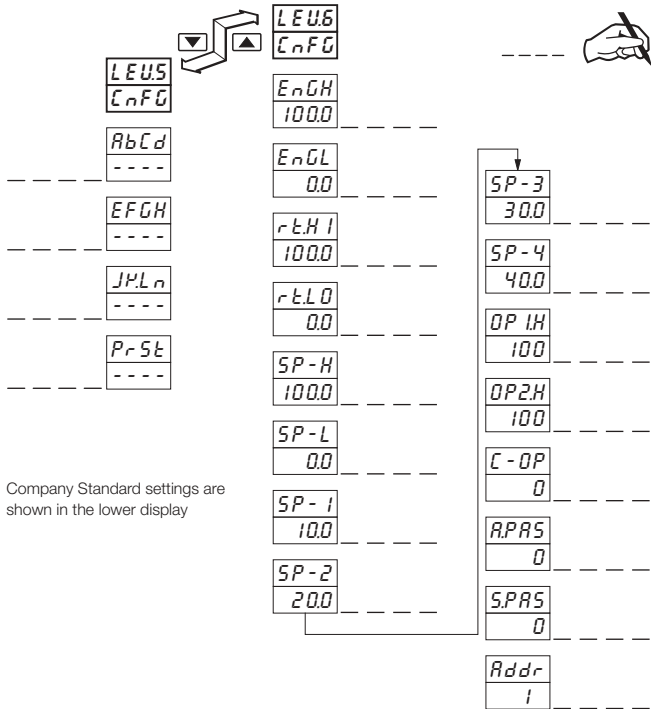 LEV.5
CnFG
AbCd
- - - -
EFGH
- - - -
JK.Ln
- - - -
PrSt
- - - -
Company Standard settings are
shown in the lower display
LEV.6
CnFG
EnGH
100.0
EnGL
0.0
rt.HI
100.0
rt.LO
0.0
SP-H
100.0
SP-L
0.0
SP-1
10.0
SP-2
20.0
SP-3
30.0
SP-4
40.0
OP1.H
100
OP2.H
100
C-OP
0
A.PAS
0
S.PAS
0
Addr
1